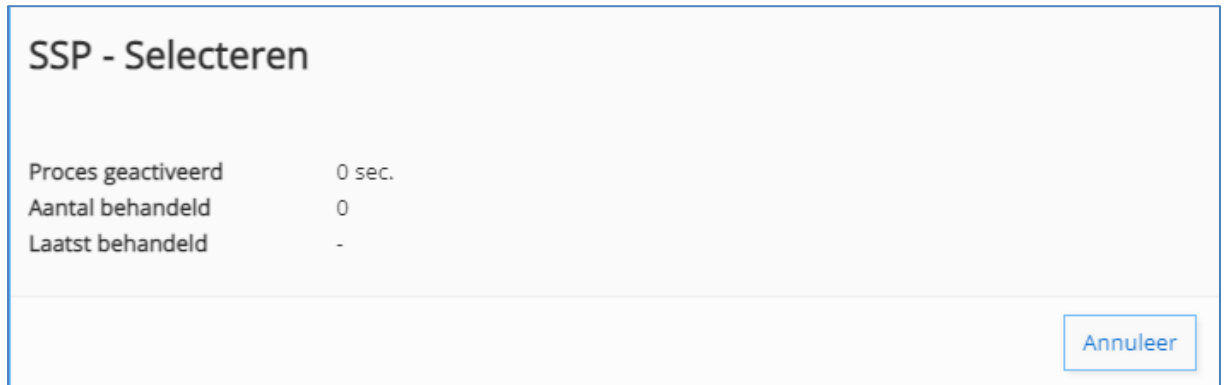 SSP - Selecteren
Proces geactiveerd 0 sec.
Aantal behandeld 0
Laatst behandeld -
Annuleer